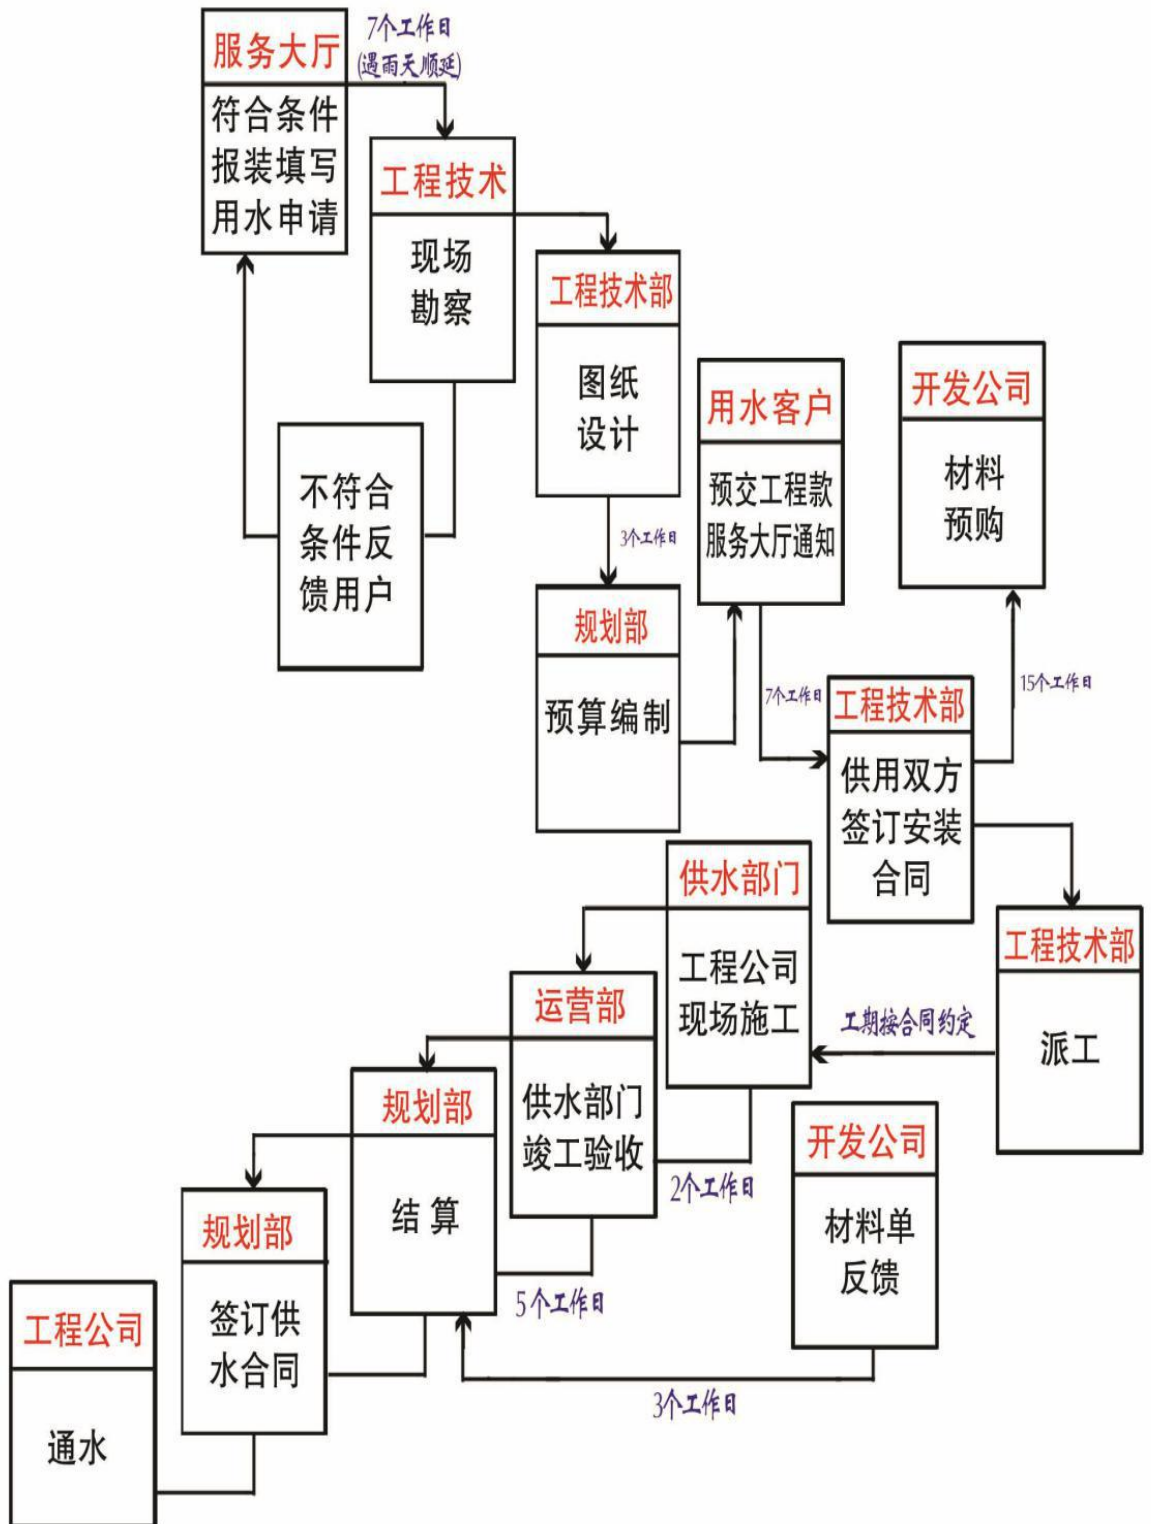 服务大厅
符合条件
报装填写
用水申请
7个工作日
(遇雨天顺延)
工程技术
现场
勘察
不符合
条件反
馈用户
工程技术部
图纸
设计
3个工作日
规划部
预算编制
用水客户
预交工程款
服务大厅通知
7个工作日
工程技术部
供用双方
签订安装
合同
15个工作日
开发公司
材料
预购
工程技术部
派工
工期按合同约定
供水部门
工程公司
现场施工
2个工作日
运营部
供水部门
竣工验收
5个工作日
规划部
结算
开发公司
材料单
反馈
3个工作日
规划部
签订供
水合同
工程公司
通水